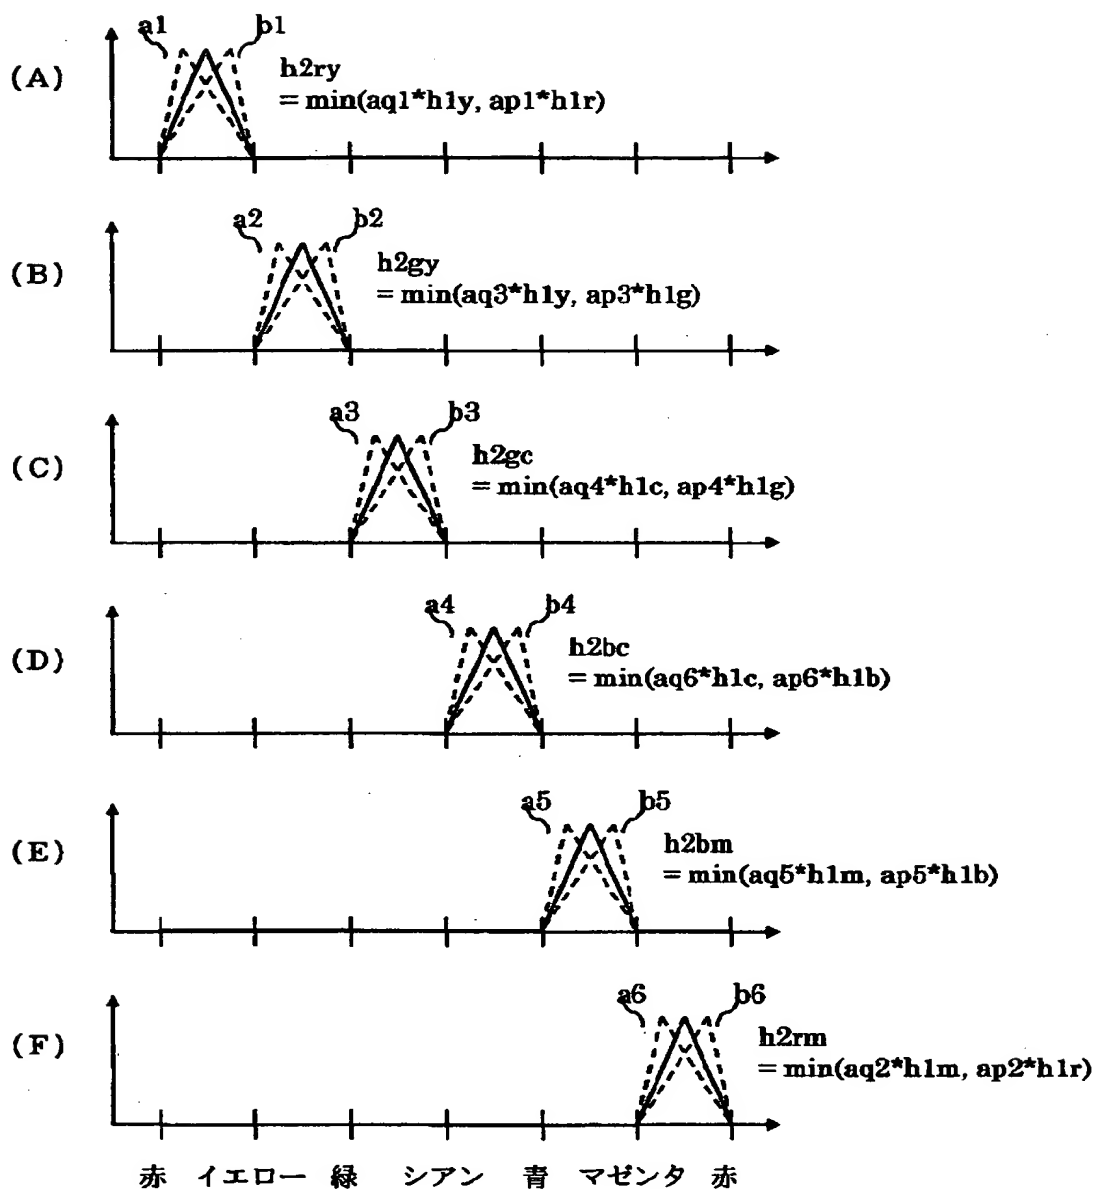 a1 b1
(A)
h2ry
= min(aq1*h1y, ap1*h1r)
a2 b2
(B)
h2gy
= min(aq3*h1y, ap3*h1g)
a3 b3
(C)
h2gc
= min(aq4*h1c, ap4*h1g)
a4 b4
(D)
h2bc
= min(aq6*h1c, ap6*h1b)
a5 b5
(E)
h2bm
= min(aq5*h1m, ap5*h1b)
a6 b6
(F)
h2rm
= min(aq2*h1m, ap2*h1r)
赤 イエロー 緑 シアン 青 マゼンタ 赤